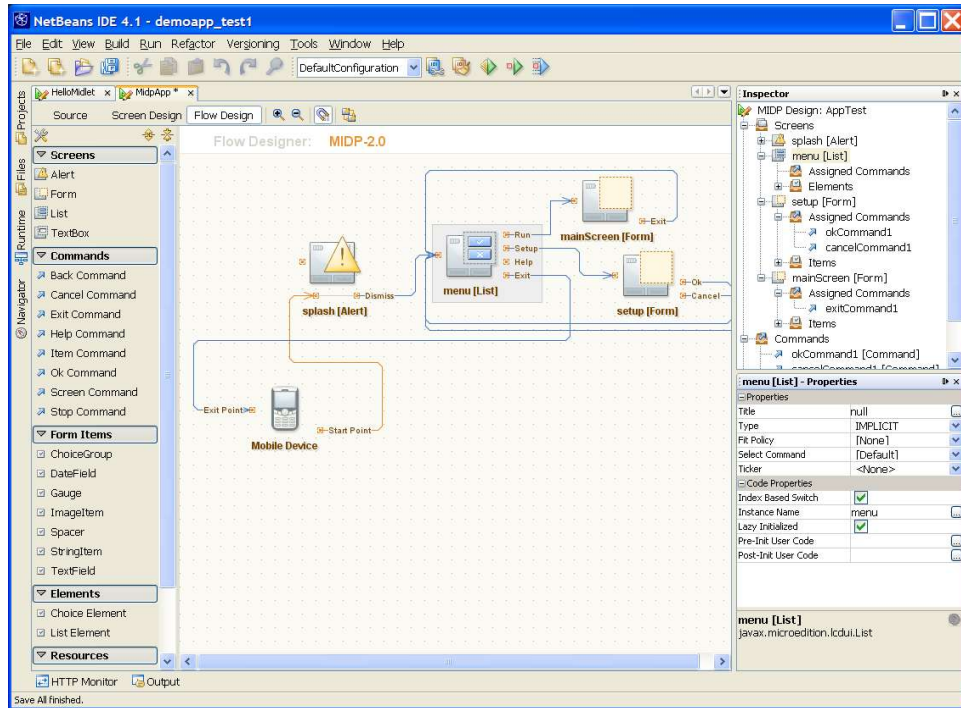 NetBeans IDE 4.1 - demoapp_test1
File Edit View Build Run Refactor Versioning Tools Window Help
DefaultConfiguration
Projects
Files
Runtime
Navigator
HelloMidlet x
MidpApp * x
Source Screen Design Flow Design
Screens
Alert
Form
List
TextBox
Commands
Back Command
Cancel Command
Exit Command
Help Command
Item Command
Ok Command
Screen Command
Stop Command
Form Items
ChoiceGroup
DateField
Gauge
ImageItem
Spacer
StringItem
TextField
Elements
Choice Element
List Element
Resources
Flow Designer: MIDP-2.0
Dismiss
splash [Alert]
Run
Setup
Help
Exit
menu [List]
Exit
mainScreen [Form]
Ok
Cancel
setup [Form]
Exit Point
Start Point
Mobile Device
Inspector
MIDP Design: AppTest
Screens
splash [Alert]
menu [List]
Assigned Commands
Elements
setup [Form]
Assigned Commands
okCommand1
cancelCommand1
Items
mainScreen [Form]
Assigned Commands
exitCommand1
Items
Commands
okCommand1 [Command]
cancelCommand1 [Command]
menu [List] - Properties
Properties
Title null
Type IMPLICIT
Fit Policy [None]
Select Command [Default]
Ticker <None>
Code Properties
Index Based Switch
Instance Name menu
Lazy Initialized
Pre-Init User Code
Post-Init User Code
menu [List]
javax.microedition.lcdui.List
HTTP Monitor Output
Save All finished.